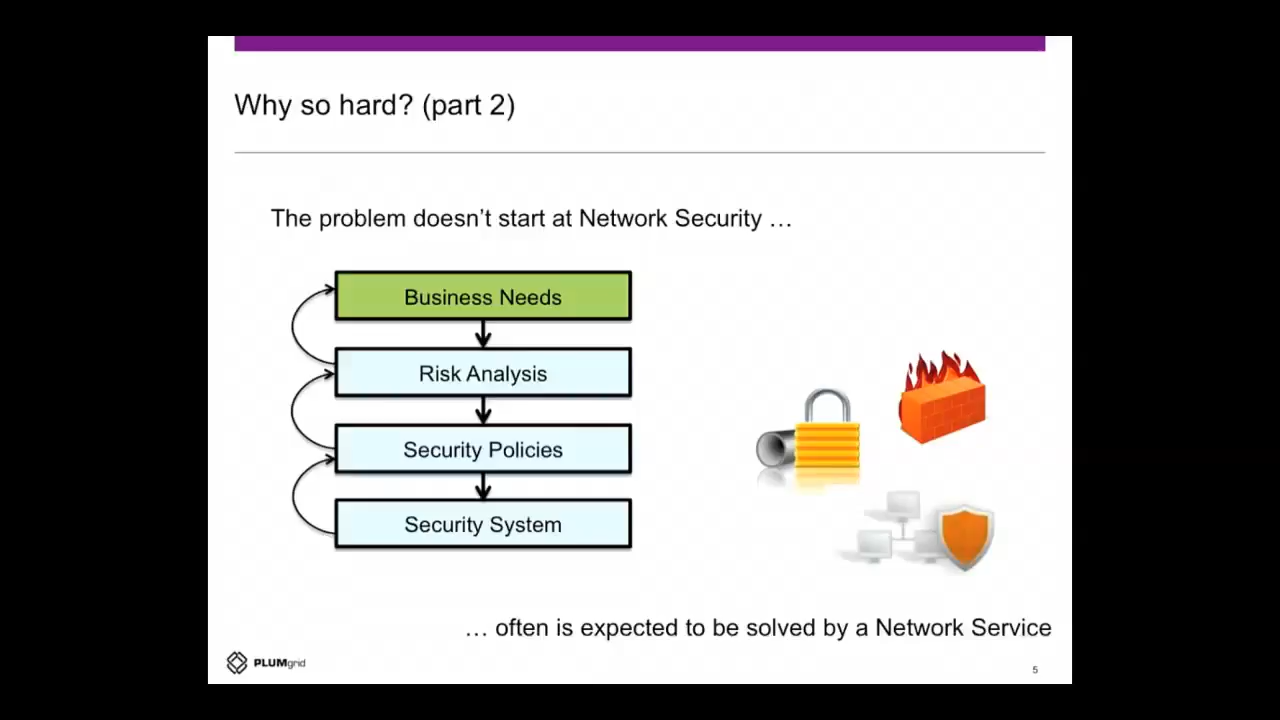 Why so hard? (part 2)
The problem doesn’t start at Network Security …
Business Needs
Risk Analysis
Security Policies
Security System
… often is expected to be solved by a Network Service
PLUMgrid
5